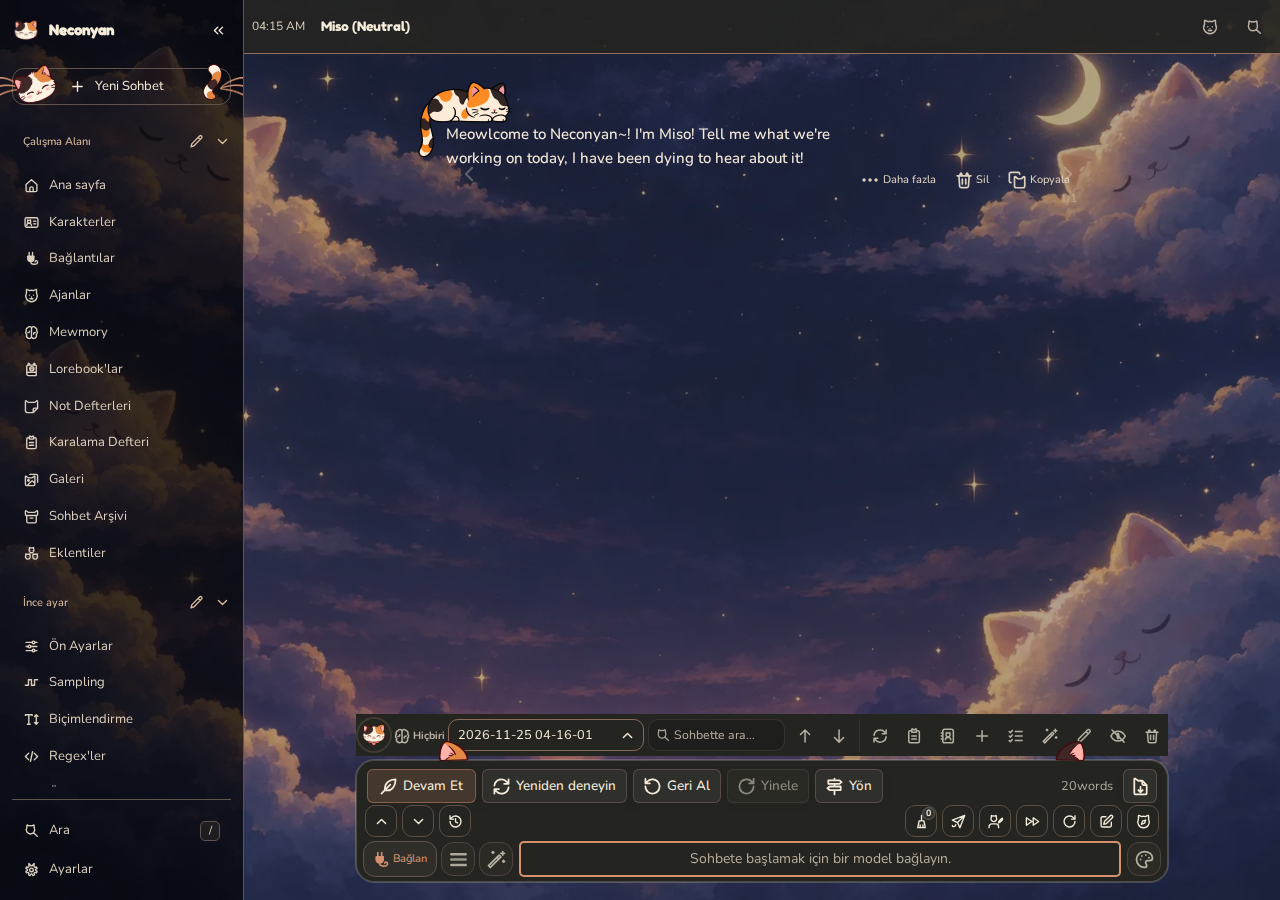 Neconyan
Yeni Sohbet
Çalışma Alanı
Ana sayfa
Karakterler
Bağlantılar
Ajanlar
Mewmory
Lorebook'lar
Not Defterleri
Karalama Defteri
Galeri
Sohbet Arşivi
Eklentiler
İnce ayar
Ön Ayarlar
Sampling
Biçimlendirme
Regex'ler
Ara /
Ayarlar
04:15 AM Miso (Neutral)
Meowlcome to Neconyan~! I'm Miso! Tell me what we're
working on today, I have been dying to hear about it!
Daha fazla Sil Kopyala
1/1
Hiçbiri 2026-11-25 04-16-01 Sohbette ara...
Devam Et Yeniden deneyin Geri Al Yinele Yön 20words
0
Bağlan Sohbete başlamak için bir model bağlayın.